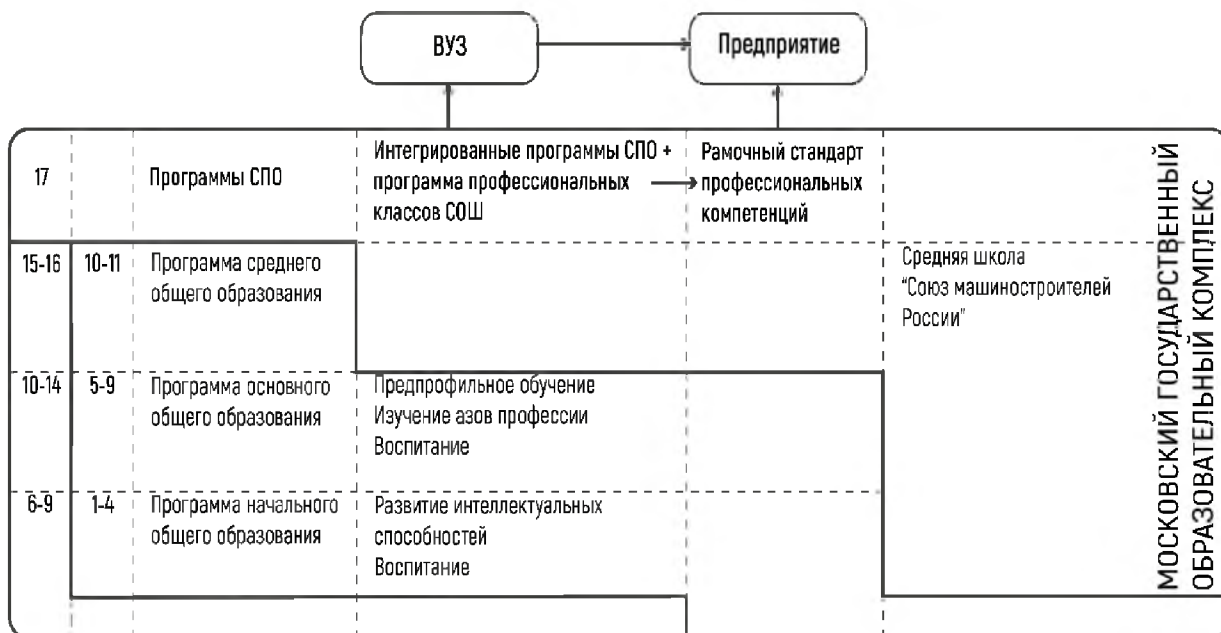 ВУЗ
Предприятие
17
Программы СПО
Интегрированные программы СПО +
программа профессиональных
классов СОШ
Рамочный стандарт
профессиональных
компетенций
15-16
10-11
Программа среднего
общего образования
Средняя школа
“Союз машиностроителей
России”
10-14
5-9
Программа основного
общего образования
Предпрофильное обучение
Изучение азов профессии
Воспитание
6-9
1-4
Программа начального
общего образования
Развитие интеллектуальных
способностей
Воспитание
МОСКОВСКИЙ ГОСУДАРСТВЕННЫЙ
ОБРАЗОВАТЕЛЬНЫЙ КОМПЛЕКС